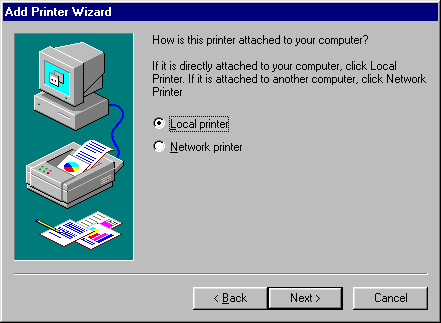 Add Printer Wizard
How is this printer attached to your computer?
If it is directly attached to your computer, click Local
Printer. If it is attached to another computer, click Network
Printer
Local printer
Network printer
< Back
Next >
Cancel